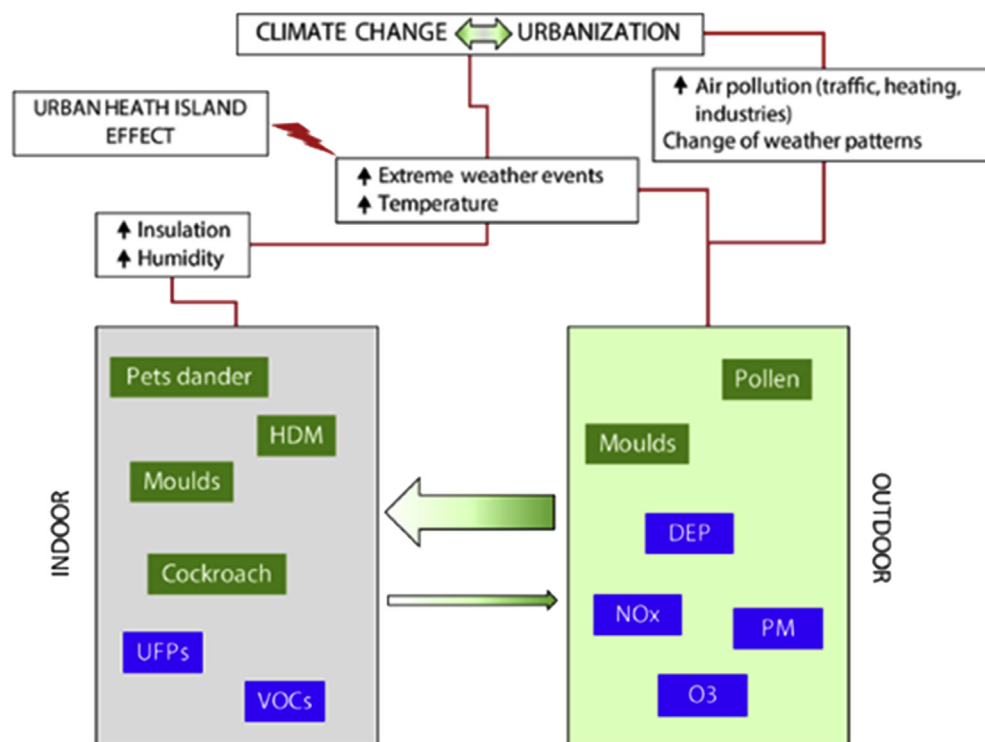 CLIMATE CHANGE URBANIZATION
Air pollution (traffic, heating,
industries)
Change of weather patterns
URBAN HEATH ISLAND
EFFECT
Extreme weather events
Temperature
Insulation
Humidity
INDOOR
Pets dander
HDM
Moulds
Cockroach
UFPs
VOCs
Pollen
Moulds
DEP
NOx
PM
O3
OUTDOOR